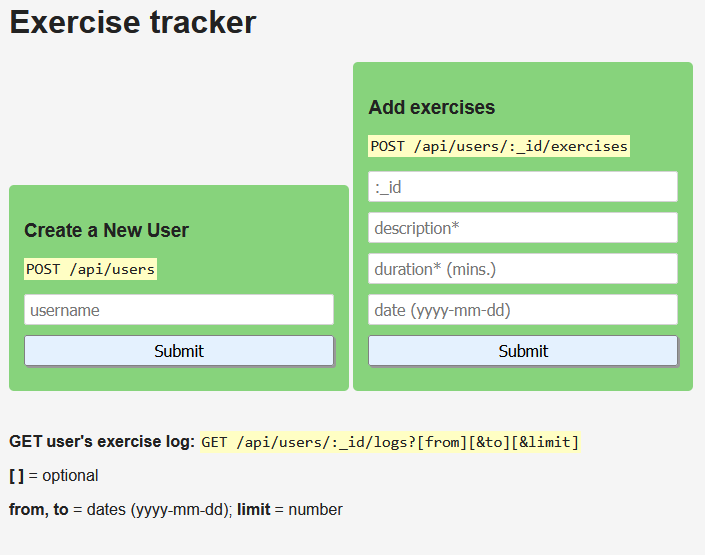 Exercise tracker
Create a New User
POST /api/users
username
Submit
Add exercises
POST /api/users/:_id/exercises
:_id
description*
duration* (mins.)
date (yyyy-mm-dd)
Submit
GET user's exercise log: GET /api/users/:_id/logs?[from][&to][&limit]
[ ] = optional
from, to = dates (yyyy-mm-dd); limit = number